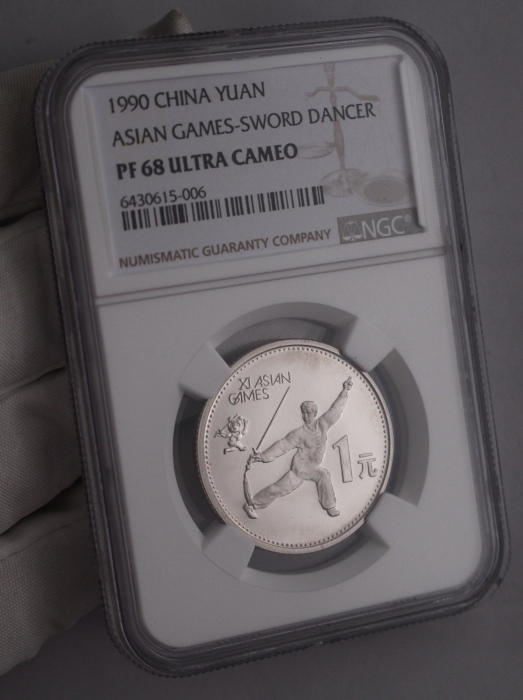 1990 CHINA YUAN
ASIAN GAMES-SWORD DANCER
PF 68 ULTRA CAMEO
6430615-006
NUMISMATIC GUARANTY COMPANY
NGC®
XI ASIAN
GAMES
1元